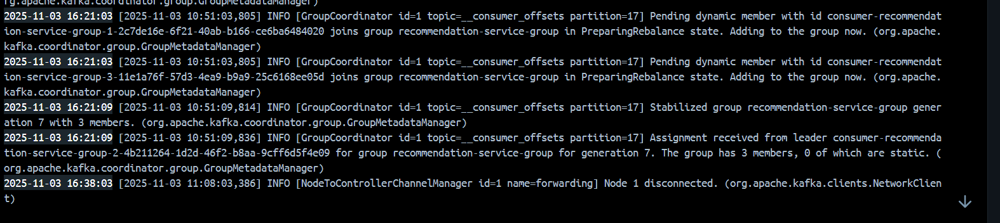 rg.apache.kafka.coordinator.group.GroupMetadataManager)
2025-11-03 16:21:03 [2025-11-03 10:51:03,805] INFO [GroupCoordinator id=1 topic=__consumer_offsets partition=17] Pending dynamic member with id consumer-recommendat
ion-service-group-1-2c7de16e-6f21-40ab-b166-ce6ba6484020 joins group recommendation-service-group in PreparingRebalance state. Adding to the group now. (org.apache.
kafka.coordinator.group.GroupMetadataManager)
2025-11-03 16:21:03 [2025-11-03 10:51:03,805] INFO [GroupCoordinator id=1 topic=__consumer_offsets partition=17] Pending dynamic member with id consumer-recommendat
ion-service-group-3-11e1a76f-57d3-4ea9-b9a9-25c6168ee05d joins group recommendation-service-group in PreparingRebalance state. Adding to the group now. (org.apache.
kafka.coordinator.group.GroupMetadataManager)
2025-11-03 16:21:09 [2025-11-03 10:51:09,814] INFO [GroupCoordinator id=1 topic=__consumer_offsets partition=17] Stabilized group recommendation-service-group gener
ation 7 with 3 members. (org.apache.kafka.coordinator.group.GroupMetadataManager)
2025-11-03 16:21:09 [2025-11-03 10:51:09,836] INFO [GroupCoordinator id=1 topic=__consumer_offsets partition=17] Assignment received from leader consumer-recommenda
tion-service-group-2-4b211264-1d2d-46f2-b8aa-9cff6d5f4e09 for group recommendation-service-group for generation 7. The group has 3 members, 0 of which are static. (
org.apache.kafka.coordinator.group.GroupMetadataManager)
2025-11-03 16:38:03 [2025-11-03 11:08:03,386] INFO [NodeToControllerChannelManager id=1 name=forwarding] Node 1 disconnected. (org.apache.kafka.clients.NetworkClien
t)